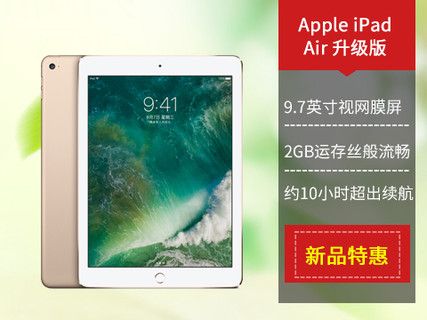 Apple iPad
Air 升级版
9:41
9.7英寸视网膜屏
2GB运存丝般流畅
约10小时超出续航
新品特惠